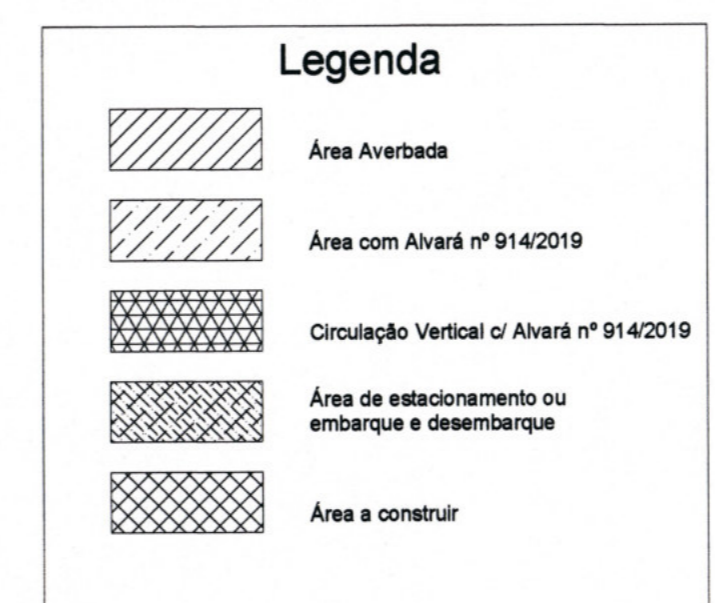 Legenda
Área Averbada
Área com Alvará nº 914/2019
Circulação Vertical c/ Alvará nº 914/2019
Área de estacionamento ou
embarque e desembarque
Área a construir